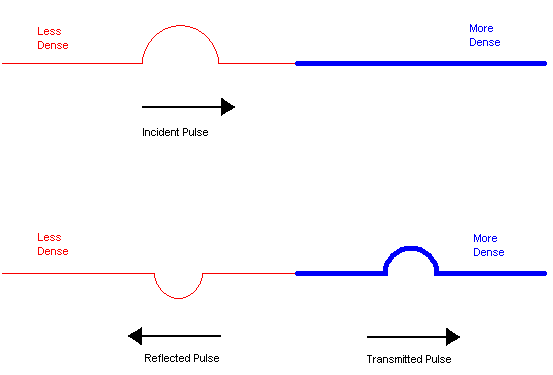 Less
Dense
More
Dense
Incident Pulse
Less
Dense
More
Dense
Reflected Pulse
Transmitted Pulse